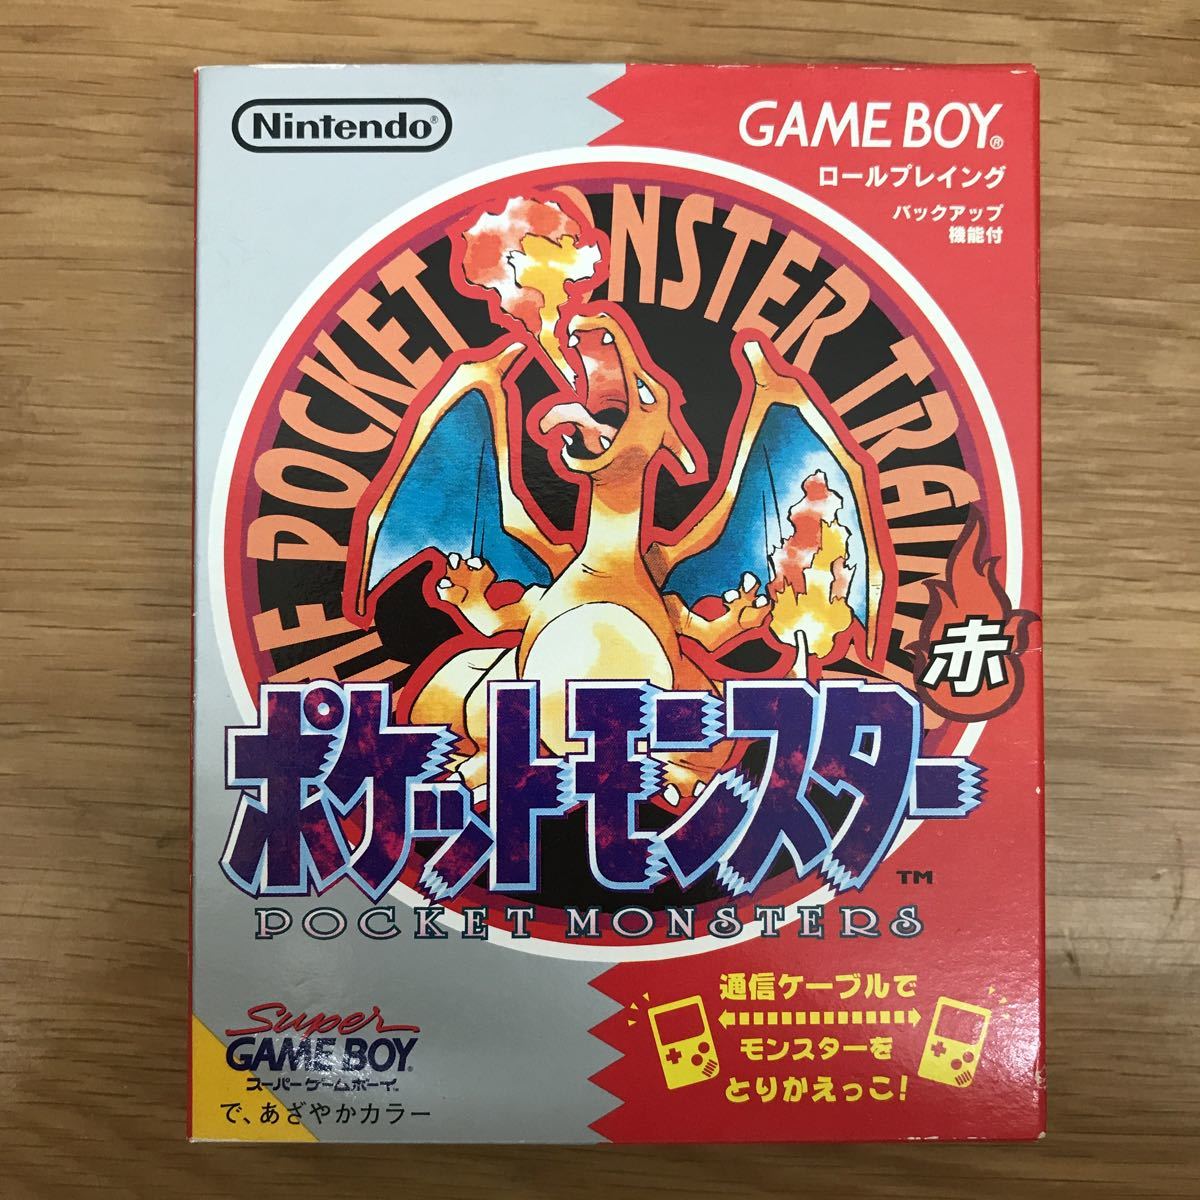 Nintendo®
GAME BOY®
ロールプレイング
バックアップ
機能付
THE POCKET MONSTER TRAINER
赤
ポケットモンスター
TM
POCKET MONSTERS
通信ケーブルで
モンスターを
とりかえっこ!
Super
GAME BOY
スーパーゲームボーイ
で、あざやかカラー